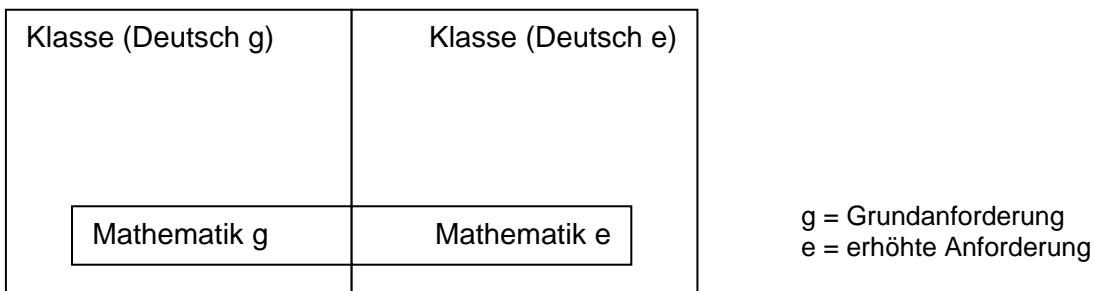 Klasse (Deutsch g)
Klasse (Deutsch e)
Mathematik g
Mathematik e
g = Grundanforderung
e = erhöhte Anforderung